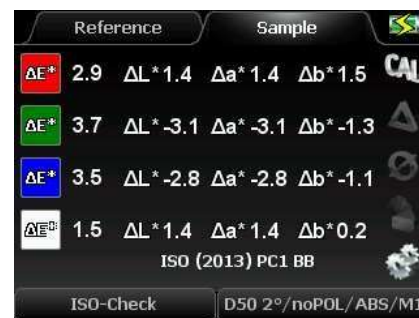 Reference Sample
ΔE* 2.9 ΔL* 1.4 Δa* 1.4 Δb* 1.5 CAL
ΔE* 3.7 ΔL* -3.1 Δa* -3.1 Δb* -1.3
ΔE* 3.5 ΔL* -2.8 Δa* -2.8 Δb* -1.1
1.5 ΔL* 1.4 Δa* 1.4 Δb* 0.2
ISO (2013) PC1 BB
ISO-Check D50 2°/noPOL/ABS/M1